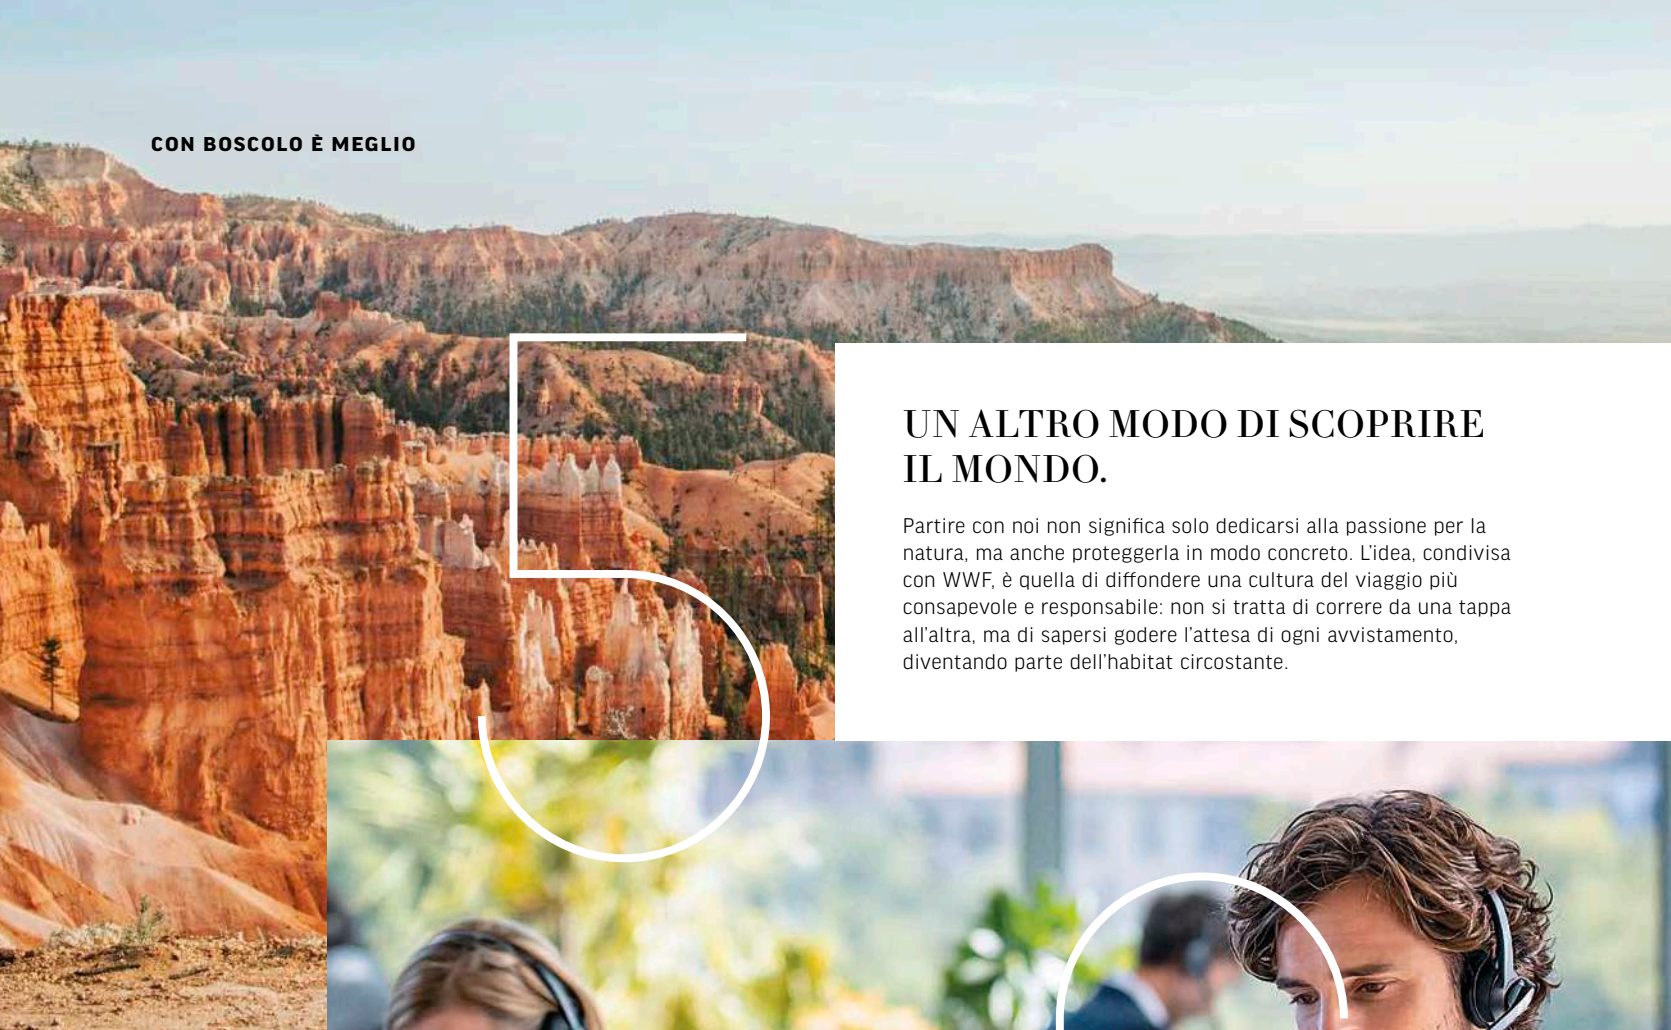 CON BOSCOLO È MEGLIO
5
UN ALTRO MODO DI SCOPRIRE
IL MONDO.
Partire con noi non significa solo dedicarsi alla passione per la
natura, ma anche proteggerla in modo concreto. L'idea, condivisa
con WWF, è quella di diffondere una cultura del viaggio più
consapevole e responsabile: non si tratta di correre da una tappa
all'altra, ma di sapersi godere l'attesa di ogni avvistamento,
diventando parte dell'habitat circostante.